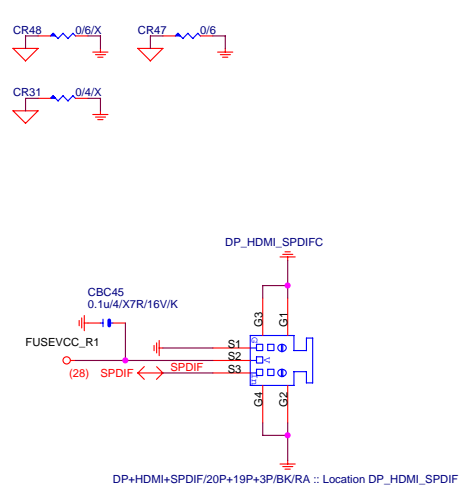 CR48 0/6/X CR47 0/6
CR31 0/4/X
DP_HDMI_SPDIFC
CBC45
0.1u/4/X7R/16V/K
G3 G1
FUSEVCC_R1
S1
S2
S3
(28) SPDIF SPDIF
G V
G4 G2
DP+HDMI+SPDIF/20P+19P+3P/BK/RA :: Location DP_HDMI_SPDIF